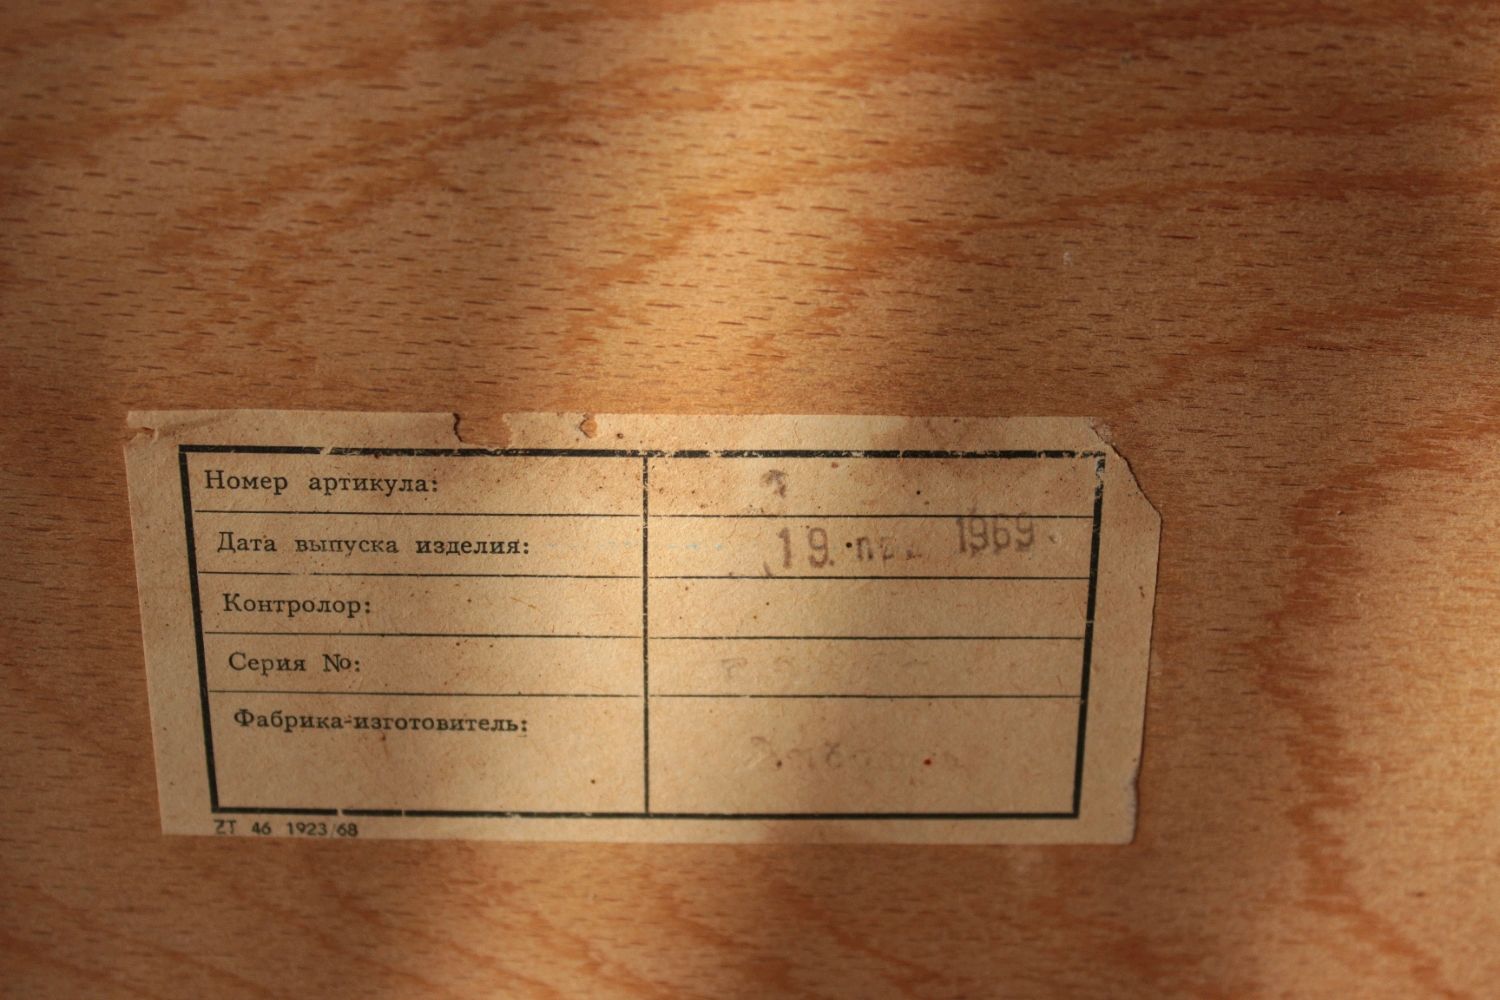 Номер артикула:
Дата выпуска изделия: 19. 1969
Контролор:
Серия No:
Фабрика-изготовитель:
ZT 46 1923/68